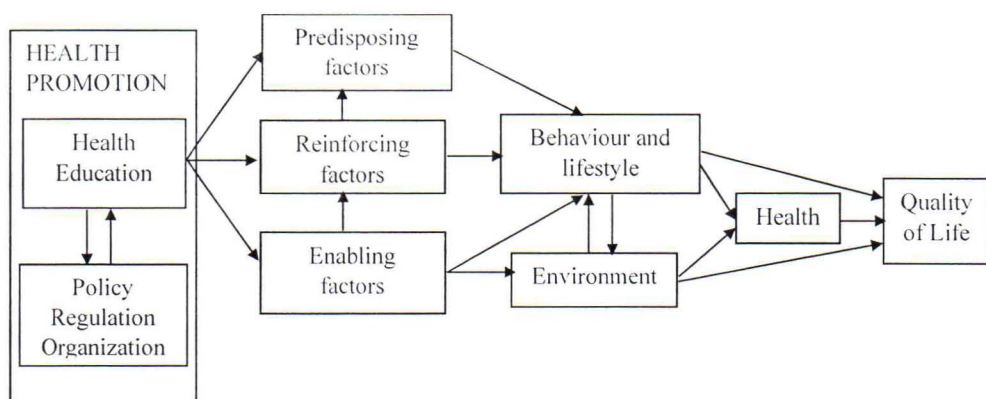 HEALTH
PROMOTION
Health
Education
Policy
Regulation
Organization
Predisposing
factors
Reinforcing
factors
Enabling
factors
Behaviour and
lifestyle
Environment
Health
Quality
of Life